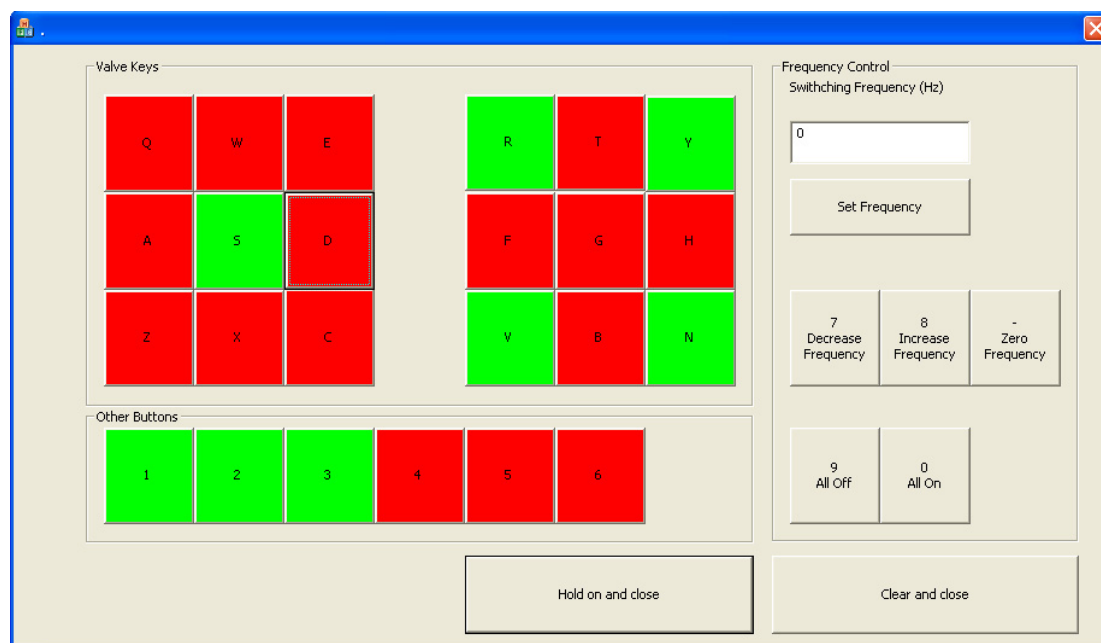 .
Valve Keys
Q W E
R T Y
A S D
F G H
Z X C
V B N
Other Buttons
1 2 3 4 5 6
Frequency Control
Swithching Frequency (Hz)
0
Set Frequency
7
Decrease
Frequency
8
Increase
Frequency
-
Zero
Frequency
9
All Off
0
All On
Hold on and close
Clear and close